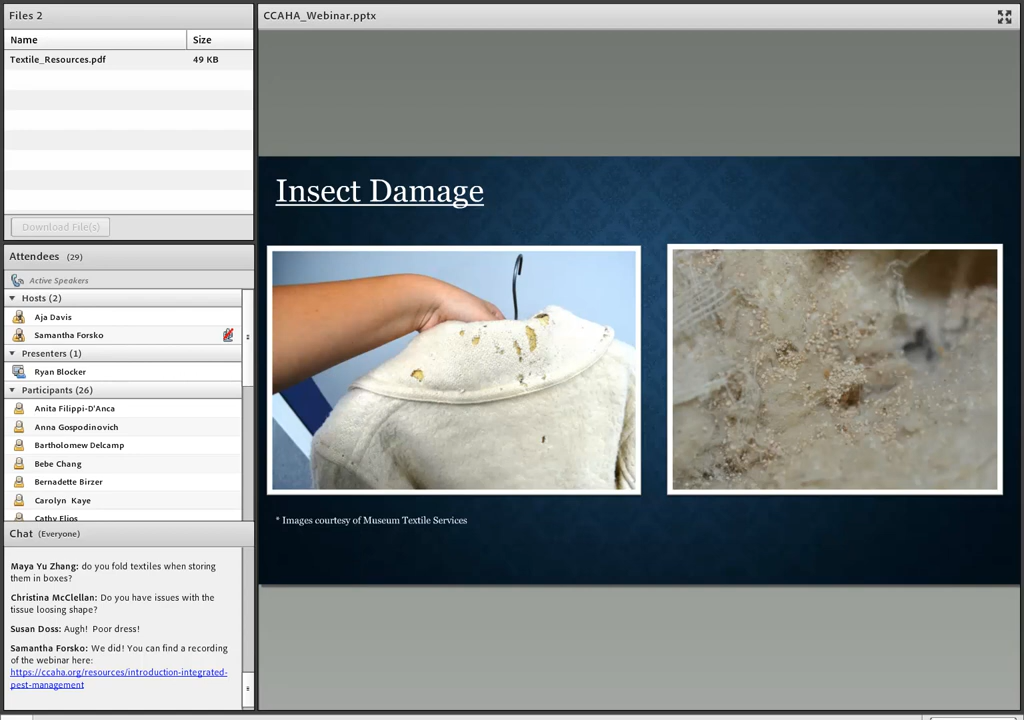 Files 2
Name Size
Textile_Resources.pdf 49 KB
Download File(s)
Attendees (29)
Active Speakers
Hosts (2)
Aja Davis
Samantha Forsko
Presenters (1)
Ryan Blocker
Participants (26)
Anita Filippi-D'Anca
Anna Gospodinovich
Bartholomew Delcamp
Bebe Chang
Bernadette Birzer
Carolyn Kaye
Cathy Elios
Chat (Everyone)
Maya Yu Zhang: do you fold textiles when storing
them in boxes?
Christina McClellan: Do you have issues with the
tissue loosing shape?
Susan Doss: Augh! Poor dress!
Samantha Forsko: We did! You can find a recording
of the webinar here:
https://ccaha.org/resources/introduction-integrated-
pest-management
CCAHA_Webinar.pptx
Insect Damage
* Images courtesy of Museum Textile Services